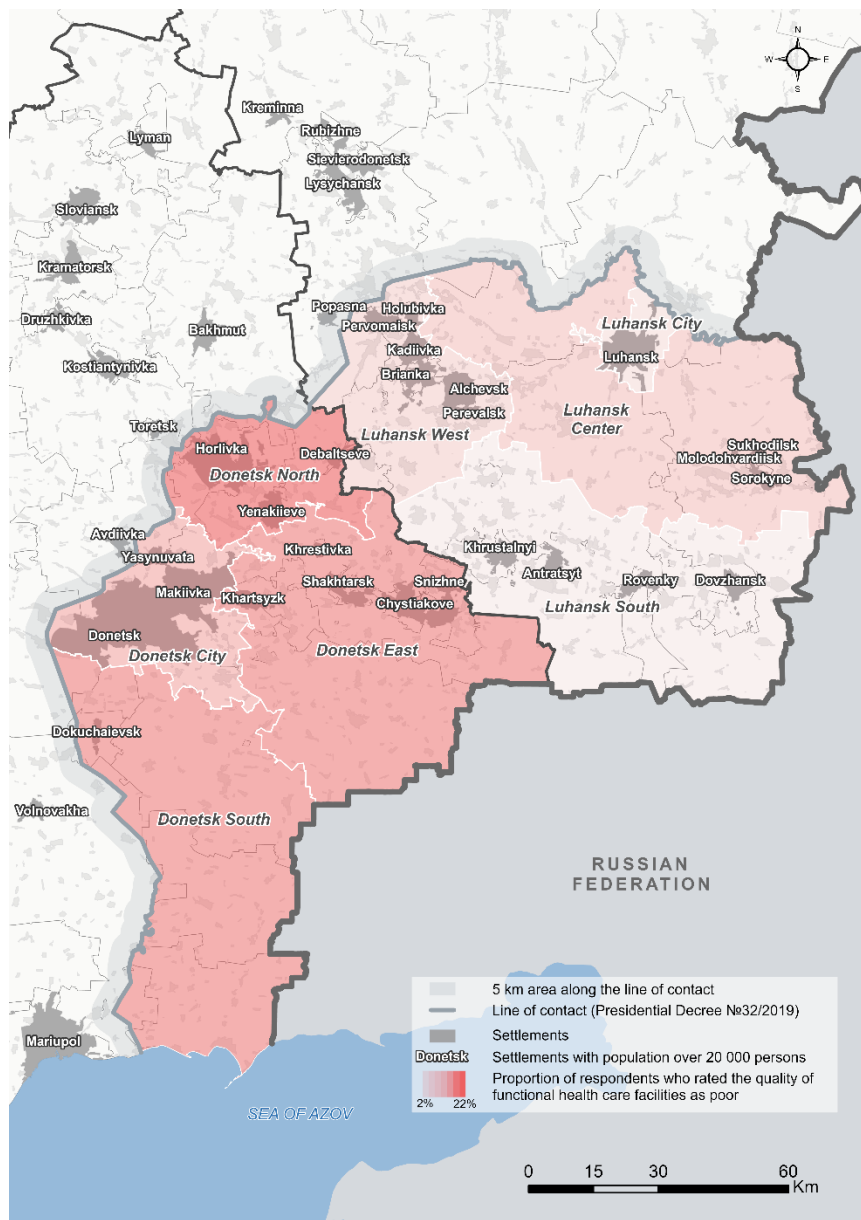 N
W
E
S
Kreminna
Lyman
Rubizhne
Sievierodonetsk
Lysychansk
Sloviansk
Kramatorsk
Druzhkivka
Bakhmut
Kostiantynivka
Popasna
Holubivka
Pervomaisk
Luhansk City
Kadiivka
Luhansk
Brianka
Alchevsk
Perevalsk
Luhansk
Center
Toretsk
Luhansk West
Horlivka
Debaltseve
Sukhodilsk
Molodohvardiisk
Sorokyne
Donetsk North
Yenakiieve
Avdiivka
Yasynuvata
Khrestivka
Khrustalnyi
Antratsyt
Makiivka
Khartsyzk
Shakhtarsk
Snizhne
Chystiakove
Rovenky
Dovzhansk
Luhansk South
Donetsk
Donetsk City
Donetsk East
Dokuchaievsk
Volnovakha
Donetsk South
RUSSIAN
FEDERATION
Mariupol
SEA OF AZOV
5 km area along the line of contact
Line of contact (Presidential Decree №32/2019)
Settlements
Donetsk Settlements with population over 20 000 persons
Proportion of respondents who rated the quality of
functional health care facilities as poor
2% 22%
0 15 30 60
Km